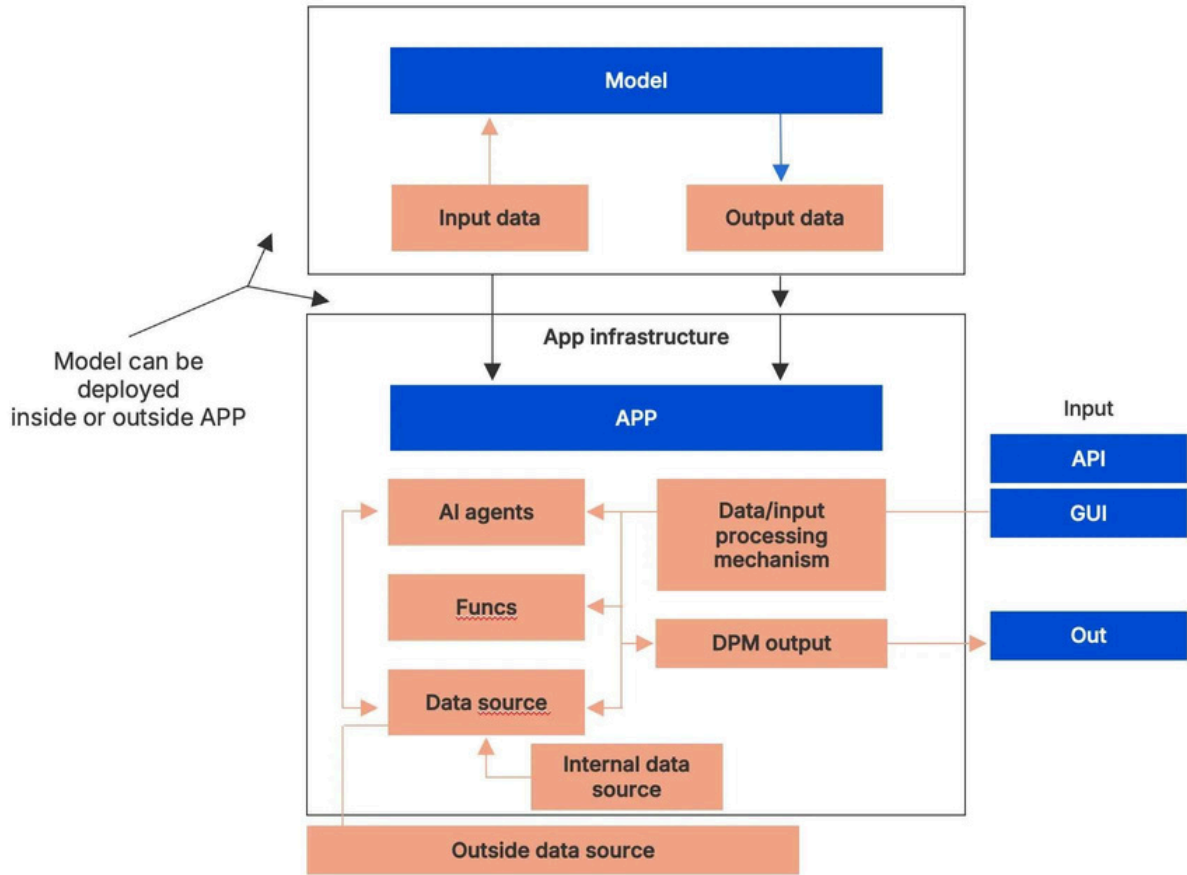 Model
Input data
Output data
Model can be
deployed
inside or outside APP
App infrastructure
APP
Input
API
GUI
AI agents
Data/input
processing
mechanism
Funcs
DPM output
Out
Data source
Internal data
source
Outside data source